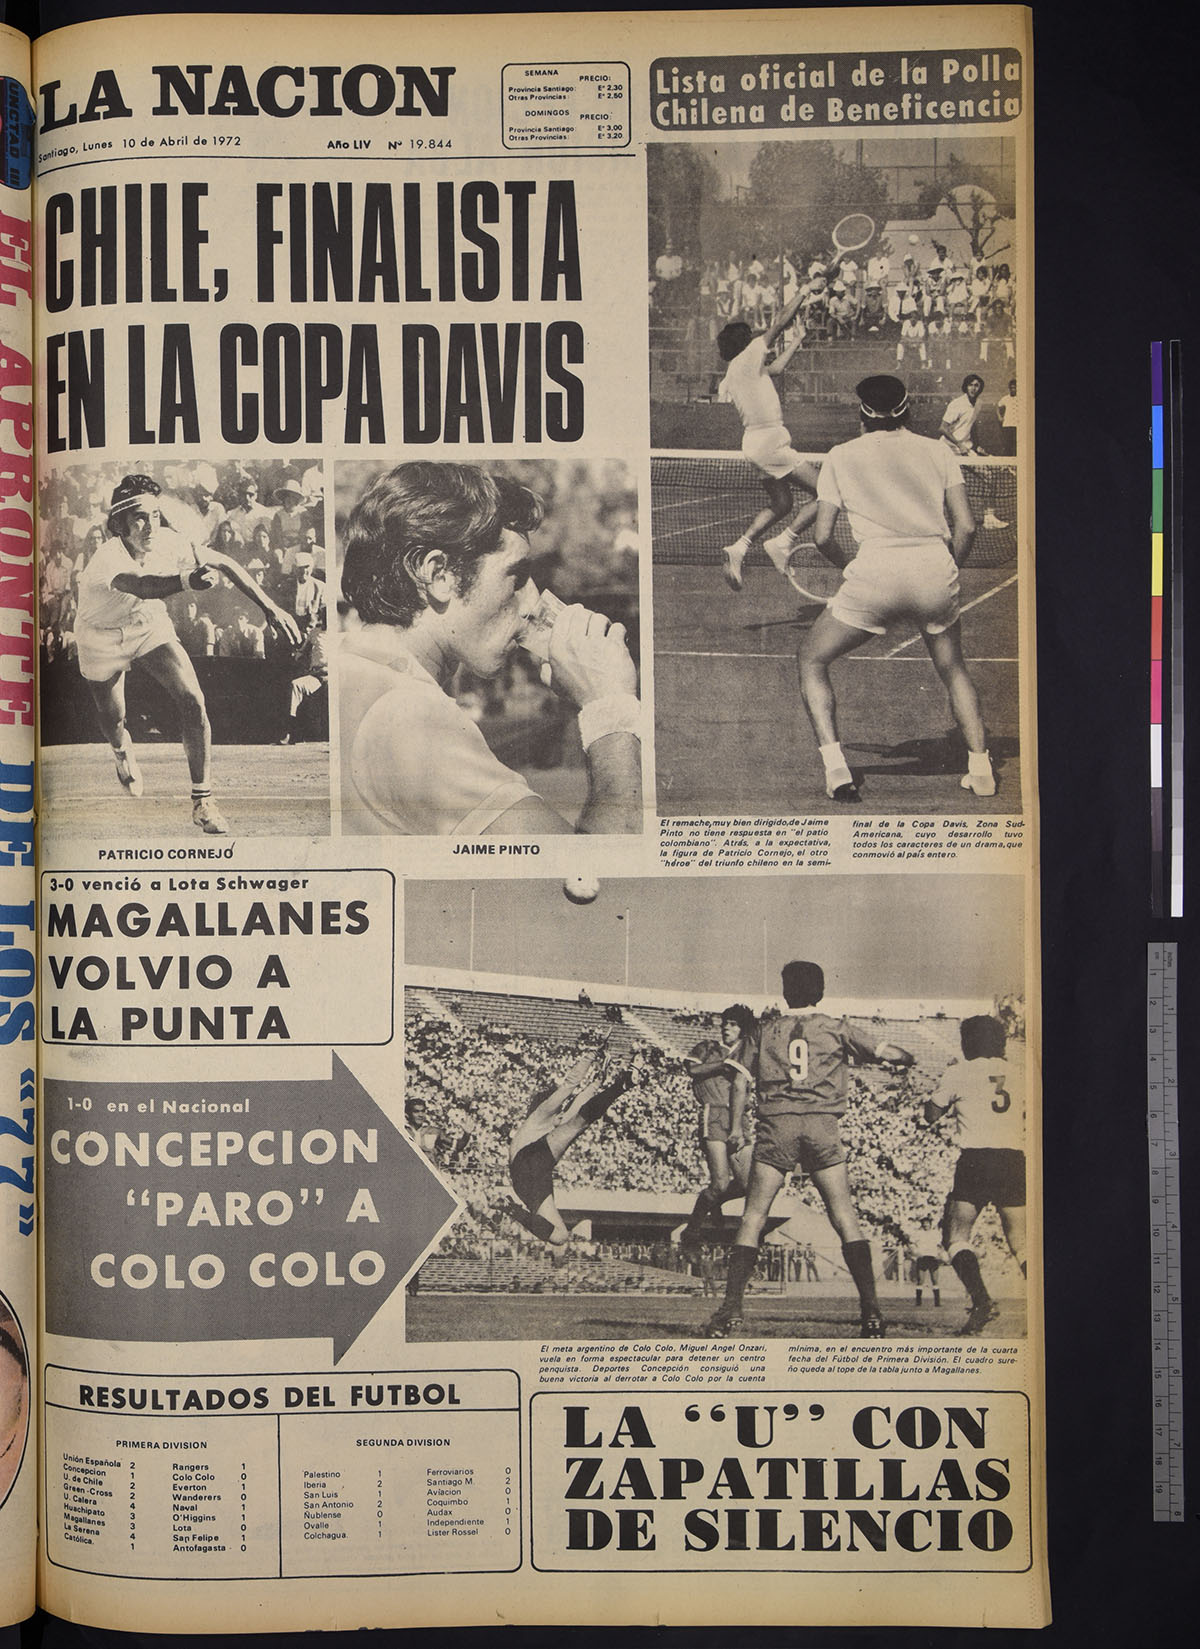 LA NACION
Santiago, Lunes 10 de Abril de 1972
Año LIV Nº 19.844
SEMANA
PRECIO:
Provincia Santiago: Eº 2,30
Otras Provincias: Eº 2,50
DOMINGOS
PRECIO:
Provincia Santiago: Eº 3,00
Otras Provincias: Eº 3,20
Lista oficial de la Polla
Chilena de Beneficencia
CHILE, FINALISTA
EN LA COPA DAVIS
PATRICIO CORNEJO
JAIME PINTO
El remache, muy bien dirigido, de Jaime
Pinto no tiene respuesta en "el patio
colombiano". Atrás, a la expectativa,
la figura de Patricio Cornejo, el otro
"héroe" del triunfo chileno en la semi-
final de la Copa Davis, Zona Sud-
Americana, cuyo desarrollo tuvo
todos los caracteres de un drama, que
conmovió al país entero.
3-0 venció a Lota Schwager
MAGALLANES
VOLVIO A
LA PUNTA
1-0 en el Nacional
CONCEPCION
"PARO" A
COLO COLO
9
3
El meta argentino de Colo Colo, Miguel Angel Onzari,
vuela en forma espectacular para detener un centro
penquista. Deportes Concepción consiguió una
buena victoria al derrotar a Colo Colo por la cuenta
mínima, en el encuentro más importante de la cuarta
fecha del Fútbol de Primera División. El cuadro sure-
ño queda al tope de la tabla junto a Magallanes.
RESULTADOS DEL FUTBOL
PRIMERA DIVISION
Unión Española 2 Rangers 1
Concepcion 1 Colo Colo 0
U. de Chile 2 Everton 1
Green-Cross 2 Wanderers 0
U. Calera 4 Naval 1
Huachipato 3 O'Higgins 1
Magallanes 3 Lota 0
La Serena 4 San Felipe 1
Católica. 1 Antofagasta 0
SEGUNDA DIVISION
Palestino 1 Ferroviarios 0
Iberia 2 Santiago M. 2
San Luis 1 Aviacion 0
San Antonio 2 Coquimbo 1
Ñublense 0 Audax 0
Ovalle 1 Independiente 1
Colchagua. 1 Lister Rossel 0
LA "U" CON
ZAPATILLAS
DE SILENCIO
UNCTAD III
EL APRONTE DE LOS "22"